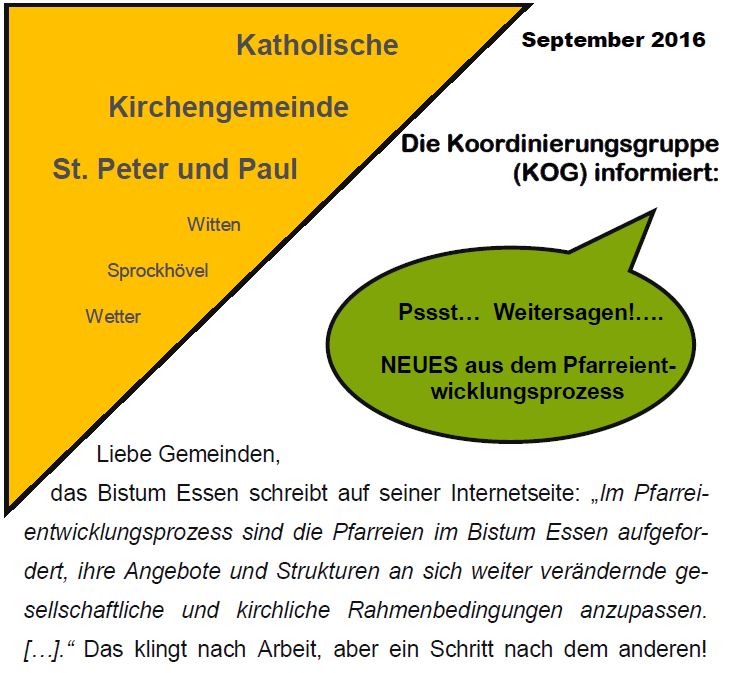 Katholische
Kirchengemeinde
St. Peter und Paul
Witten
Sprockhövel
Wetter
September 2016
Die Koordinierungsgruppe
(KOG) informiert:
Pssst… Weitersagen!….
NEUES aus dem Pfarreient-
wicklungsprozess
Liebe Gemeinden,
das Bistum Essen schreibt auf seiner Internetseite: „Im Pfarrei-
entwicklungsprozess sind die Pfarreien im Bistum Essen aufgefor-
dert, ihre Angebote und Strukturen an sich weiter verändernde ge-
sellschaftliche und kirchliche Rahmenbedingungen anzupassen.
[…].“ Das klingt nach Arbeit, aber ein Schritt nach dem anderen!